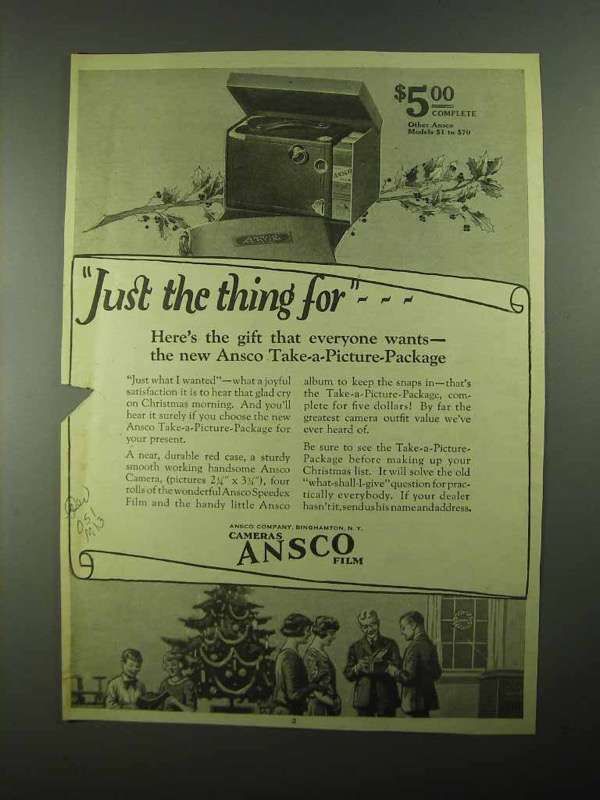 $5.00
COMPLETE
Other Ansco
Models $1 to $70
ANSCO
"Just the thing for"---
Here's the gift that everyone wants—
the new Ansco Take-a-Picture-Package
"Just what I wanted"—what a joyful
satisfaction it is to hear that glad cry
on Christmas morning. And you'll
hear it surely if you choose the new
Ansco Take-a-Picture-Package for
your present.
A neat, durable red case, a sturdy
smooth working handsome Ansco
Camera, (pictures 2¼" x 3¼"), four
rolls of the wonderful Ansco Speedex
Film and the handy little Ansco
album to keep the snaps in—that's
the Take-a-Picture-Package, com-
plete for five dollars! By far the
greatest camera outfit value we've
ever heard of.
Be sure to see the Take-a-Picture-
Package before making up your
Christmas list. It will solve the old
"what-shall-I-give" question for prac-
tically everybody. If your dealer
hasn't it, send us his name and address.
ANSCO COMPANY, BINGHAMTON, N. Y.
CAMERAS
ANSCO
FILM
051
M13
2